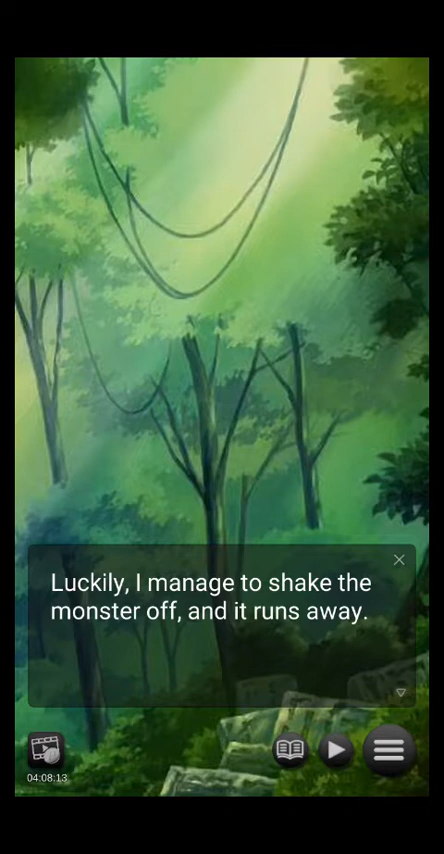 Luckily, I manage to shake the
monster off, and it runs away.
04:08:13